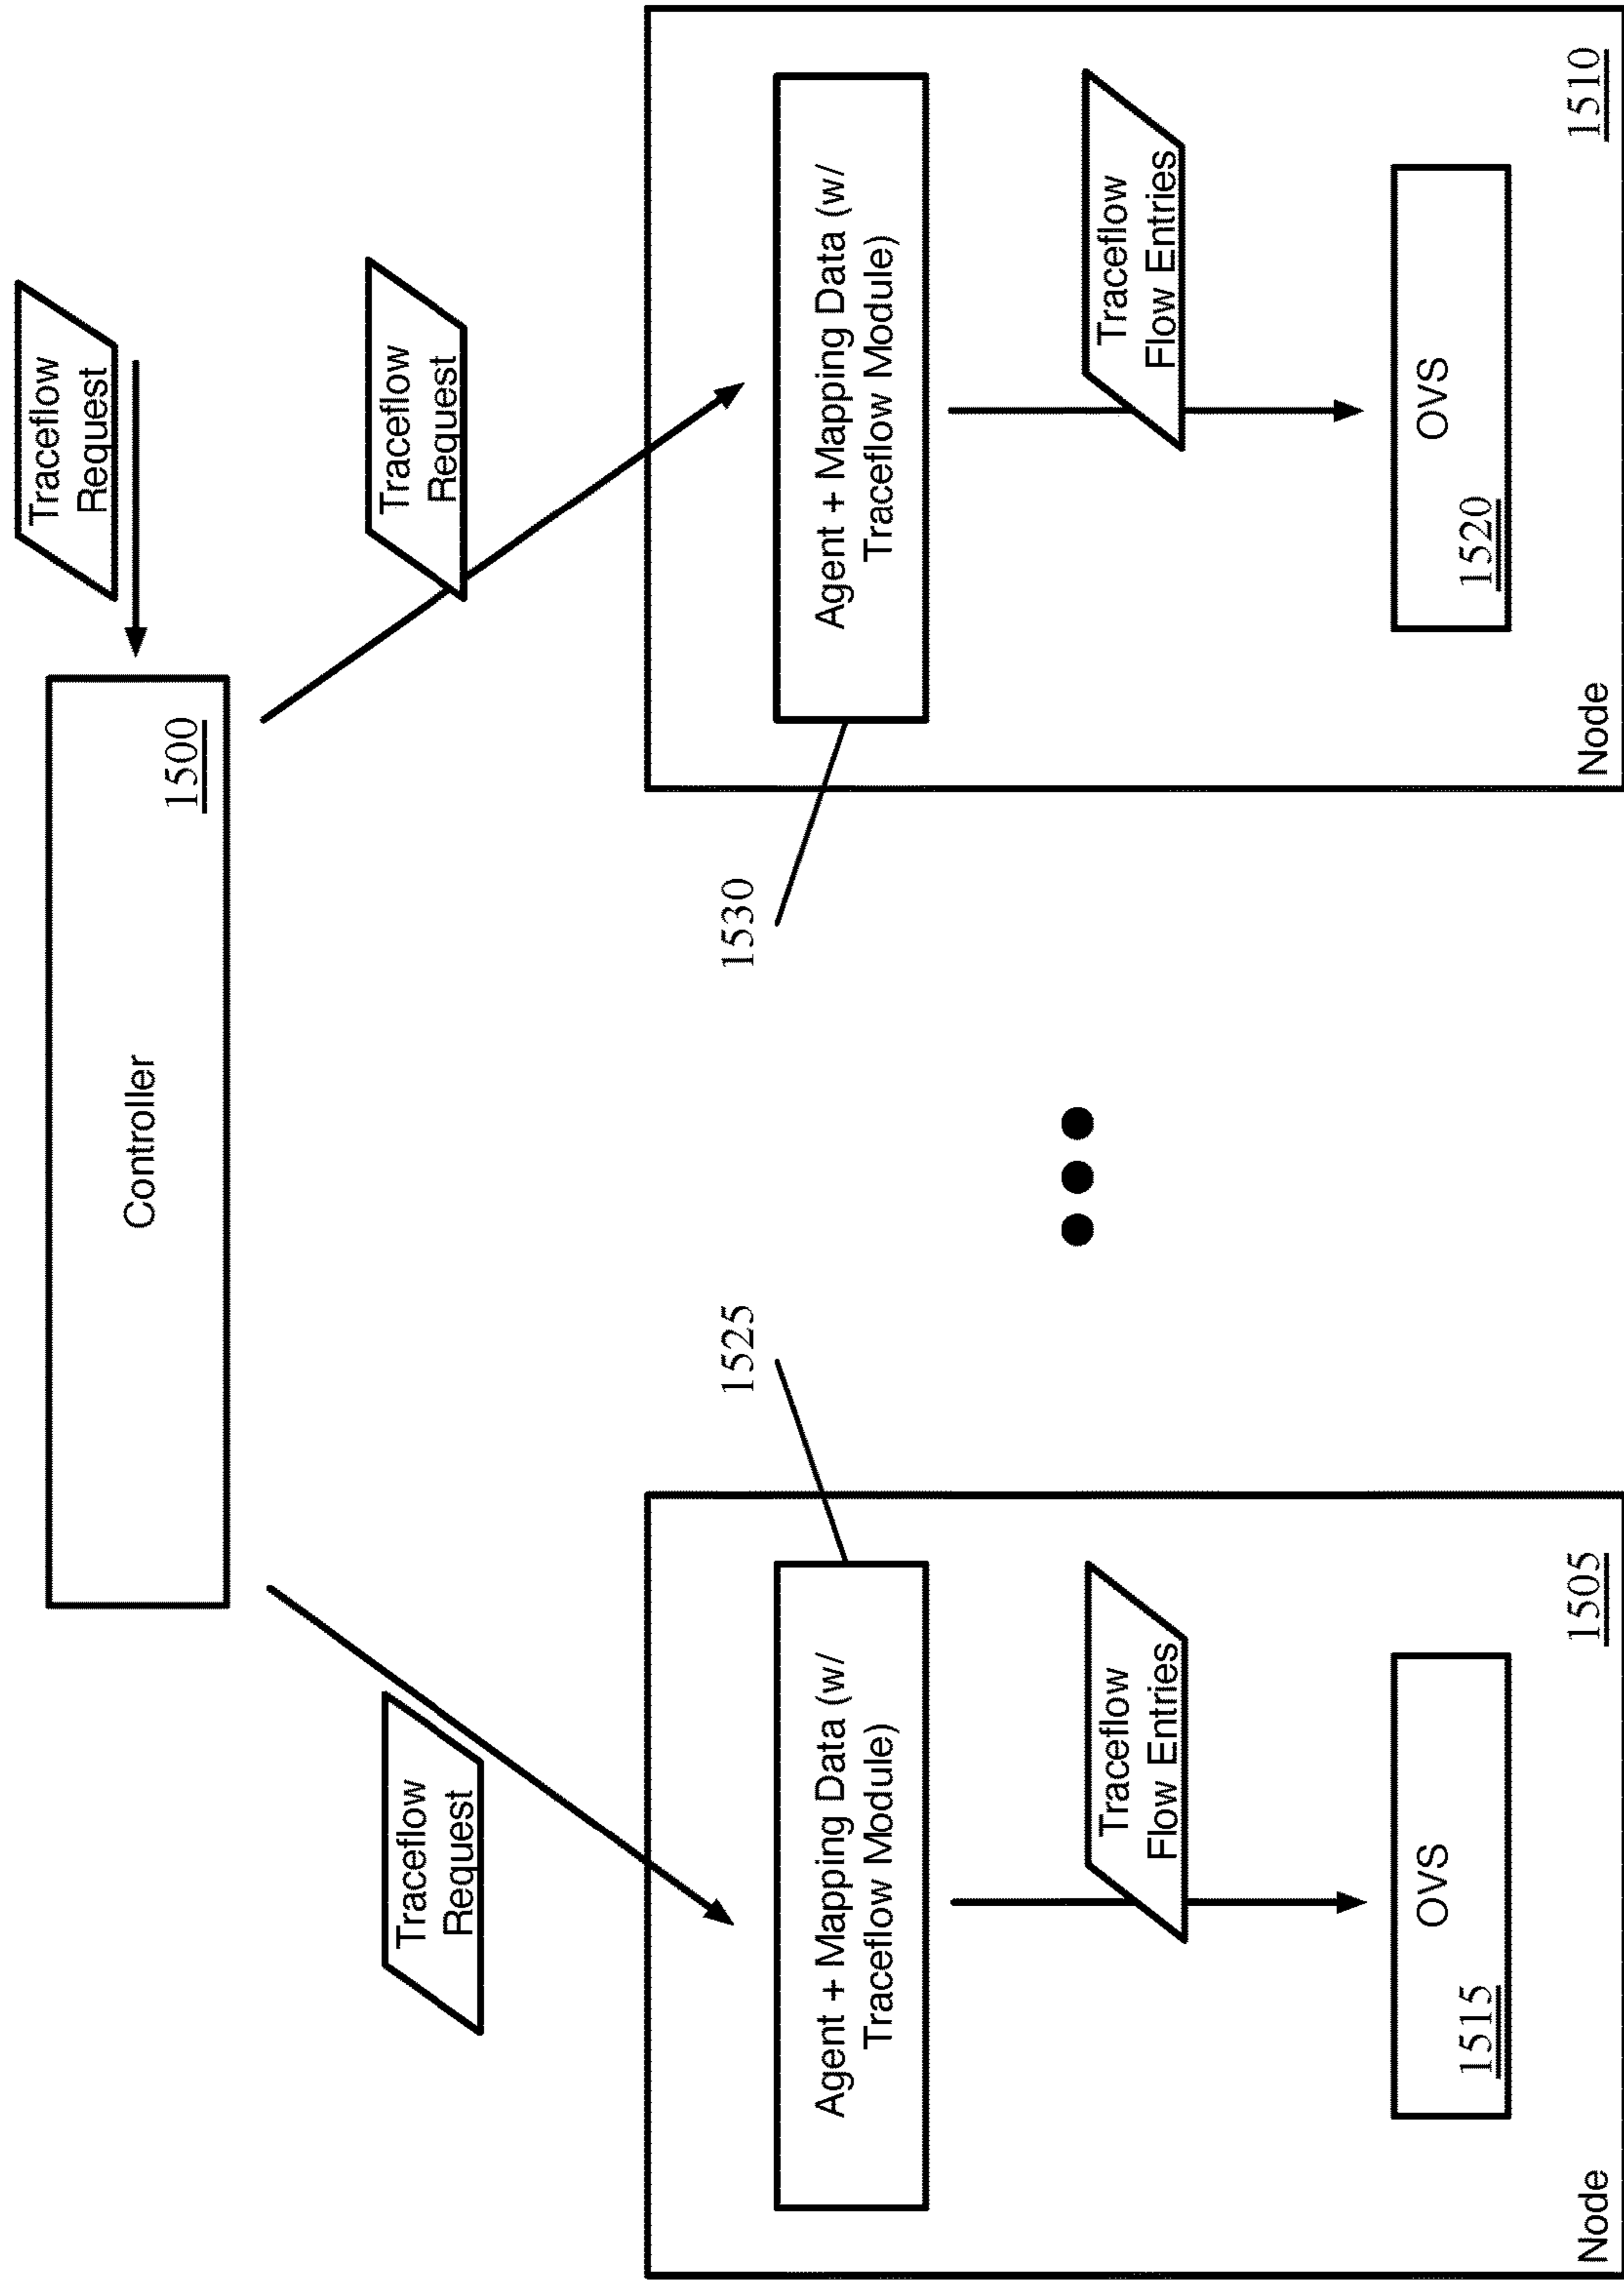 Traceflow
Request
Controller
1500
Traceflow
Request
Traceflow
Request
1525
1530
Agent + Mapping Data (w/
Traceflow Module)
Traceflow
Flow Entries
OVS
1515
Node
1505
Agent + Mapping Data (w/
Traceflow Module)
Traceflow
Flow Entries
OVS
1520
Node
1510